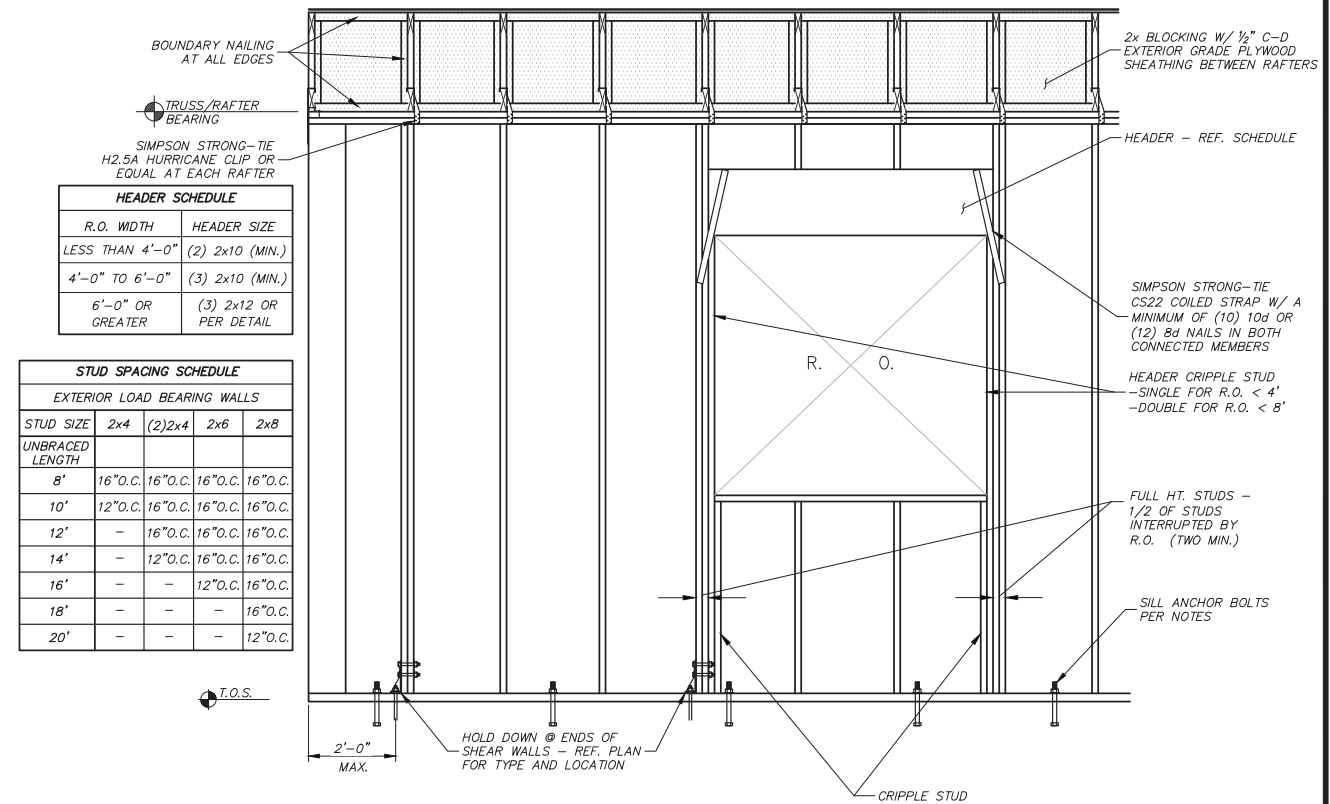 BOUNDARY NAILING
AT ALL EDGES
TRUSS/RAFTER
BEARING
SIMPSON STRONG-TIE
H2.5A HURRICANE CLIP OR
EQUAL AT EACH RAFTER
2x BLOCKING W/ ½" C-D
EXTERIOR GRADE PLYWOOD
SHEATHING BETWEEN RAFTERS
HEADER - REF. SCHEDULE
HEADER SCHEDULE
R.O. WIDTH HEADER SIZE
LESS THAN 4'-0" (2) 2x10 (MIN.)
4'-0" TO 6'-0" (3) 2x10 (MIN.)
6'-0" OR
GREATER
(3) 2x12 OR
PER DETAIL
SIMPSON STRONG-TIE
CS22 COILED STRAP W/ A
MINIMUM OF (10) 10d OR
(12) 8d NAILS IN BOTH
CONNECTED MEMBERS
R. O.
HEADER CRIPPLE STUD
-SINGLE FOR R.O. < 4'
-DOUBLE FOR R.O. < 8'
STUD SPACING SCHEDULE
EXTERIOR LOAD BEARING WALLS
STUD SIZE 2x4 (2)2x4 2x6 2x8
UNBRACED
LENGTH
8' 16"O.C. 16"O.C. 16"O.C. 16"O.C.
10' 12"O.C. 16"O.C. 16"O.C. 16"O.C.
12' - 16"O.C. 16"O.C. 16"O.C.
14' - 12"O.C. 16"O.C. 16"O.C.
16' - - 12"O.C. 16"O.C.
18' - - - 16"O.C.
20' - - - 12"O.C.
FULL HT. STUDS -
1/2 OF STUDS
INTERRUPTED BY
R.O. (TWO MIN.)
SILL ANCHOR BOLTS
PER NOTES
T.O.S.
2'-0"
MAX.
HOLD DOWN @ ENDS OF
SHEAR WALLS - REF. PLAN
FOR TYPE AND LOCATION
CRIPPLE STUD